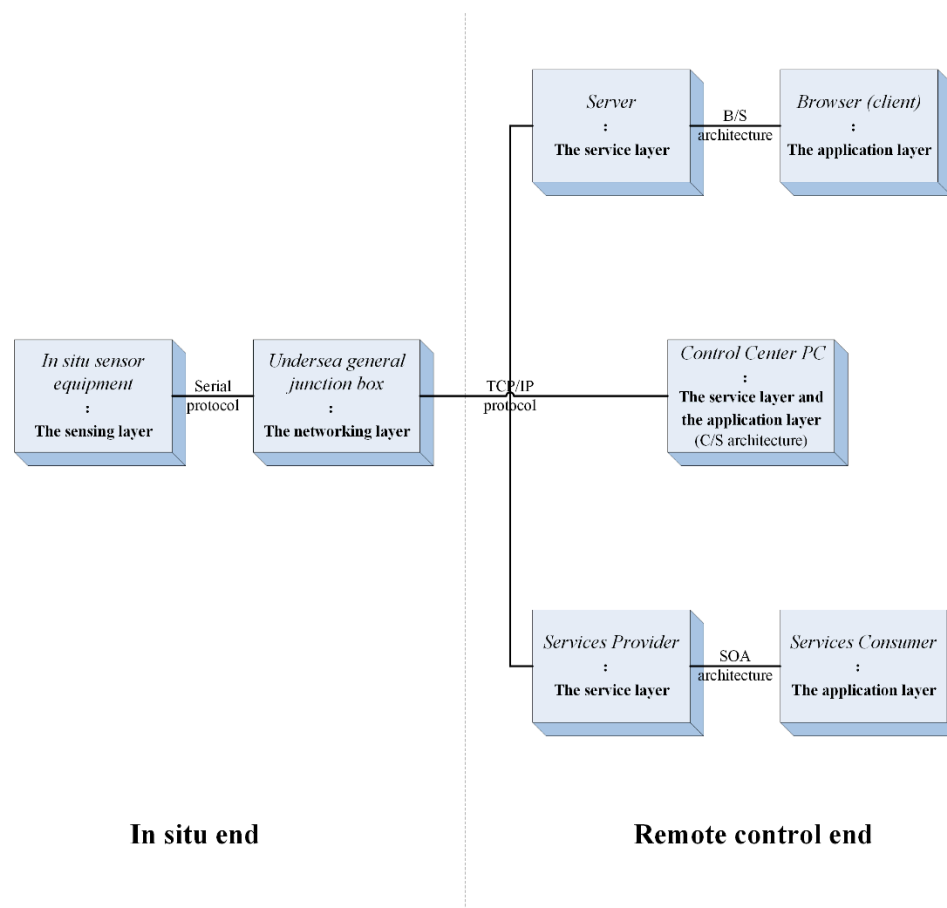 Server
:
The service layer
B/S
architecture
Browser (client)
:
The application layer
In situ sensor
equipment
:
The sensing layer
Serial
protocol
Undersea general
junction box
:
The networking layer
TCP/IP
protocol
Control Center PC
:
The service layer and
the application layer
(C/S architecture)
Services Provider
:
The service layer
SOA
architecture
Services Consumer
:
The application layer
In situ end
Remote control end